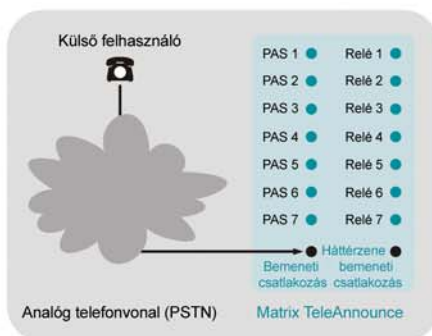 Külső felhasználó
PAS 1 Relé 1
PAS 2 Relé 2
PAS 3 Relé 3
PAS 4 Relé 4
PAS 5 Relé 5
PAS 6 Relé 6
PAS 7 Relé 7
Bemeneti
csatlakozás
Háttérzene
bemeneti
csatlakozás
Analóg telefonvonal (PSTN)
Matrix TeleAnnounce